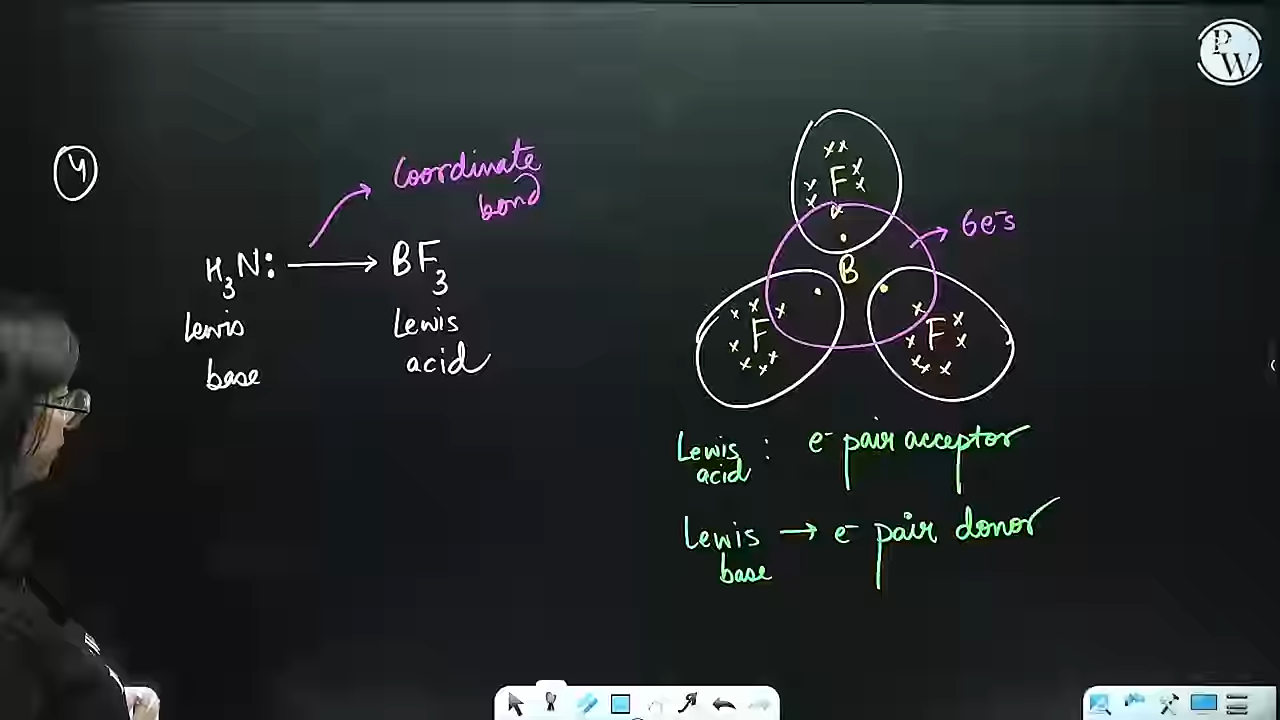 PW
4
Coordinate
bond
H₃N: ⟶ BF₃
Lewis
base
Lewis
acid
F
B
F
F
6e⁻s
Lewis : e⁻ pair acceptor
acid
Lewis → e⁻ pair donor
base